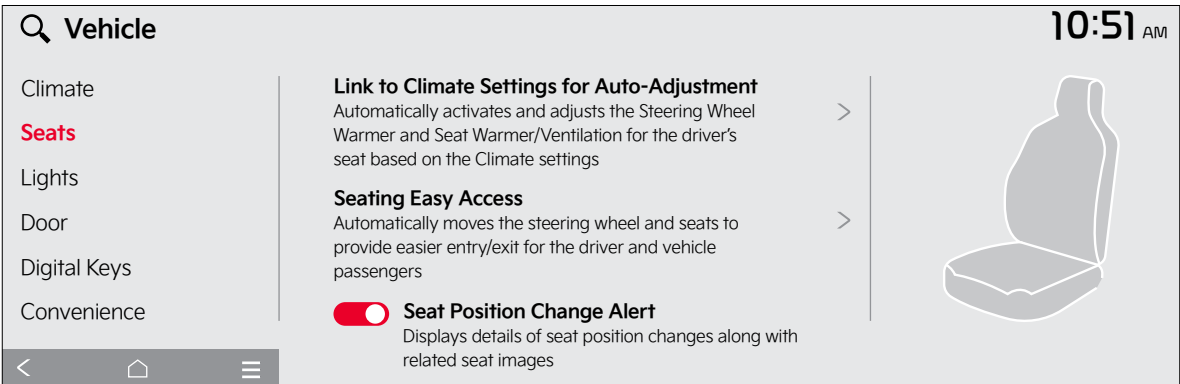 Vehicle
10:51 AM
Climate
Seats
Lights
Door
Digital Keys
Convenience
Link to Climate Settings for Auto-Adjustment
Automatically activates and adjusts the Steering Wheel
Warmer and Seat Warmer/Ventilation for the driver's
seat based on the Climate settings
Seating Easy Access
Automatically moves the steering wheel and seats to
provide easier entry/exit for the driver and vehicle
passengers
Seat Position Change Alert
Displays details of seat position changes along with
related seat images